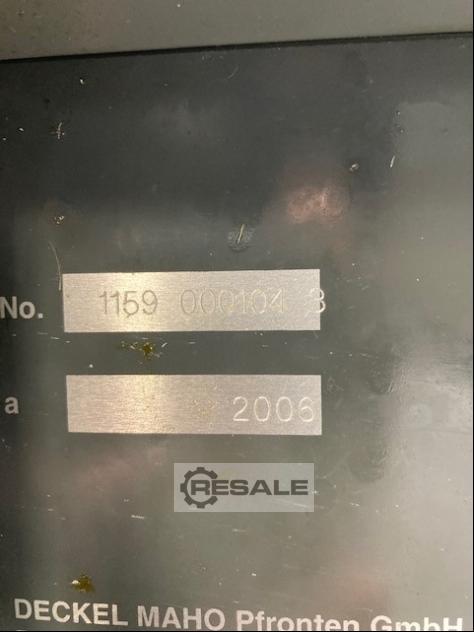 No. 1159 000104 3
a 2006
RESALE
DECKEL MAHO Pfronten GmbH